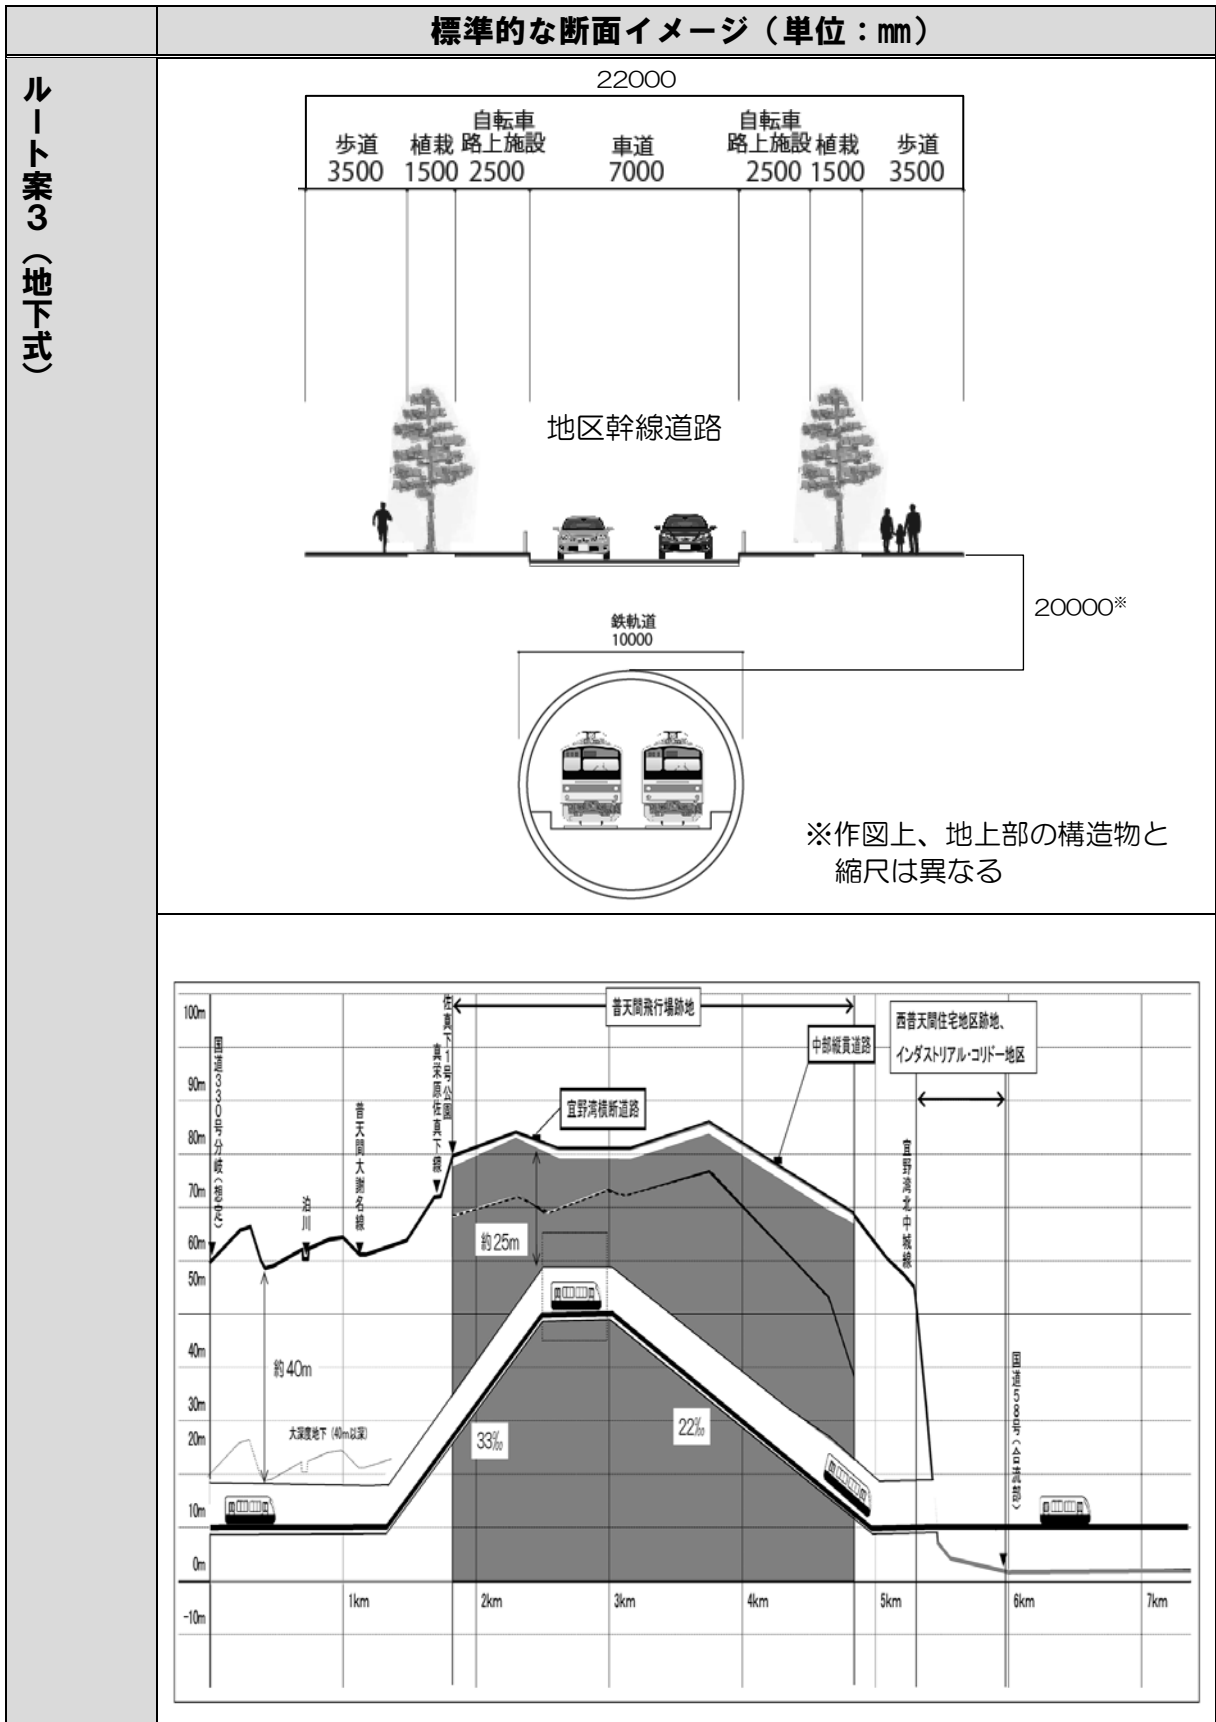 標準的な断面イメージ（単位：㎜）
ルート案３（地下式）
22000
歩道
3500
植栽
1500
自転車
路上施設
2500
車道
7000
自転車
路上施設
2500
植栽
1500
歩道
3500
地区幹線道路
20000※
鉄軌道
10000
※作図上、地上部の構造物と
縮尺は異なる
100m
90m
80m
70m
60m
50m
40m
30m
20m
10m
0m
-10m
国道330号分岐（想定）
泊川
普天間大謝名線
真栄原佐真下線
佐真下1号公園
普天間飛行場跡地
宜野湾横断道路
中部縦貫道路
西普天間住宅地区跡地、
インダストリアル・コリドー地区
宜野湾北中城線
国道58号（合流部）
約25m
約40m
大深度地下（40m以深）
33‰
22‰
1km
2km
3km
4km
5km
6km
7km